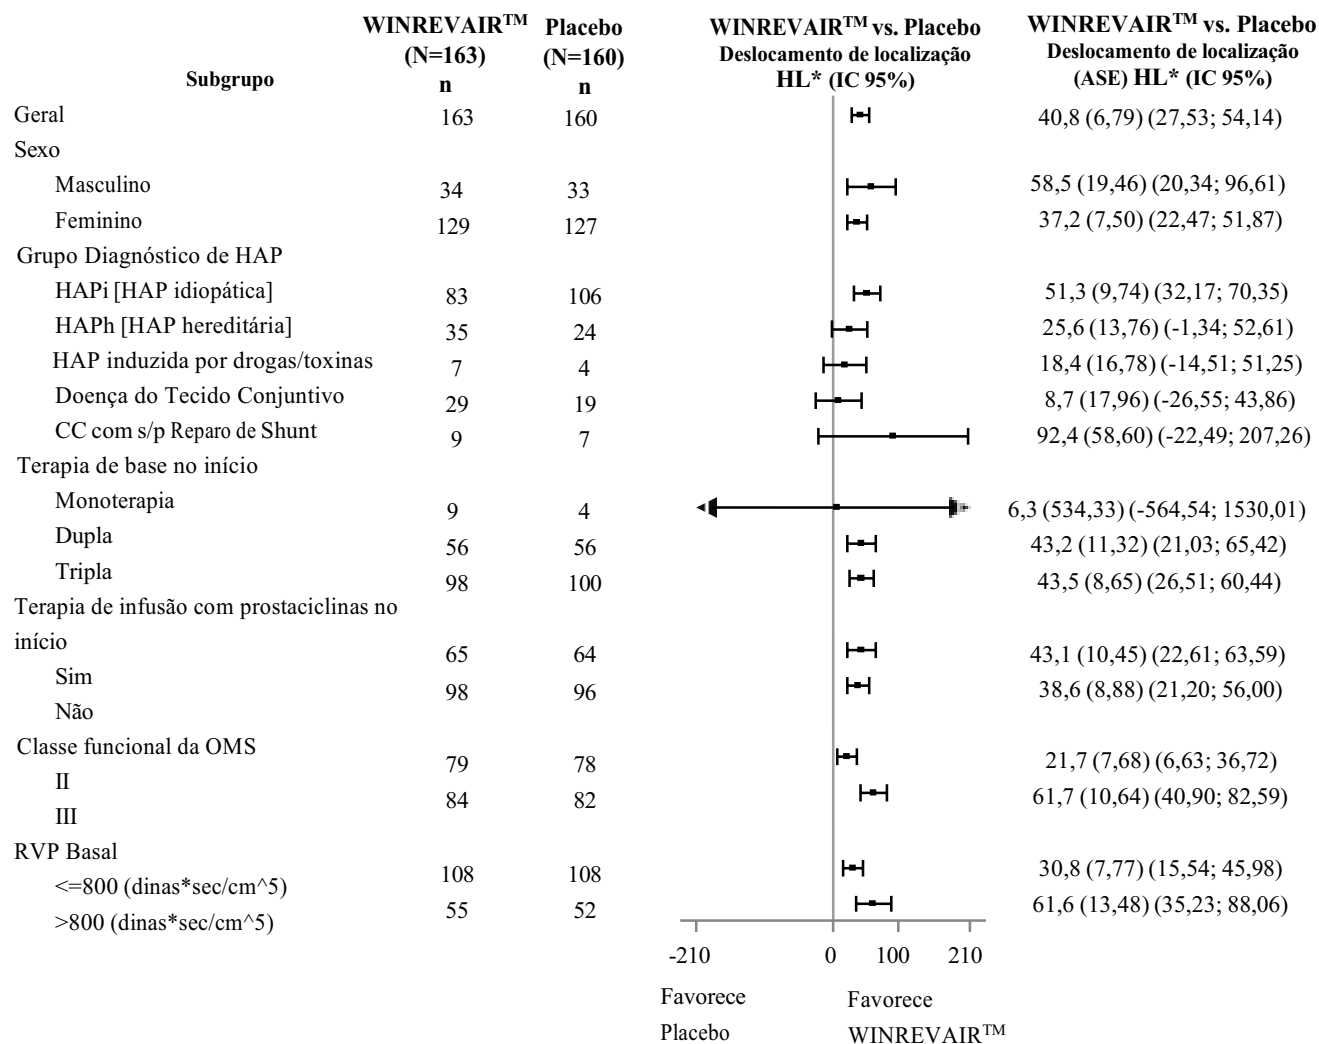 WINREVAIR™ Placebo WINREVAIR™ vs. Placebo WINREVAIR™ vs. Placebo
(N=163) (N=160) Deslocamento de localização Deslocamento de localização
Subgrupo n n HL* (IC 95%) (ASE) HL* (IC 95%)
Geral 163 160 40,8 (6,79) (27,53; 54,14)
Sexo
Masculino 34 33 58,5 (19,46) (20,34; 96,61)
Feminino 129 127 37,2 (7,50) (22,47; 51,87)
Grupo Diagnóstico de HAP
HAPi [HAP idiopática] 83 106 51,3 (9,74) (32,17; 70,35)
HAPh [HAP hereditária] 35 24 25,6 (13,76) (-1,34; 52,61)
HAP induzida por drogas/toxinas 7 4 18,4 (16,78) (-14,51; 51,25)
Doença do Tecido Conjuntivo 29 19 8,7 (17,96) (-26,55; 43,86)
CC com s/p Reparo de Shunt 9 7 92,4 (58,60) (-22,49; 207,26)
Terapia de base no início
Monoterapia 9 4 6,3 (534,33) (-564,54; 1530,01)
Dupla 56 56 43,2 (11,32) (21,03; 65,42)
Tripla 98 100 43,5 (8,65) (26,51; 60,44)
Terapia de infusão com prostaciclinas no
início
Sim 65 64 43,1 (10,45) (22,61; 63,59)
Não 98 96 38,6 (8,88) (21,20; 56,00)
Classe funcional da OMS
II 79 78 21,7 (7,68) (6,63; 36,72)
III 84 82 61,7 (10,64) (40,90; 82,59)
RVP Basal
<=800 (dinas*sec/cm^5) 108 108 30,8 (7,77) (15,54; 45,98)
>800 (dinas*sec/cm^5) 55 52 61,6 (13,48) (35,23; 88,06)
-210 0 100 210
Favorece Favorece
Placebo WINREVAIR™